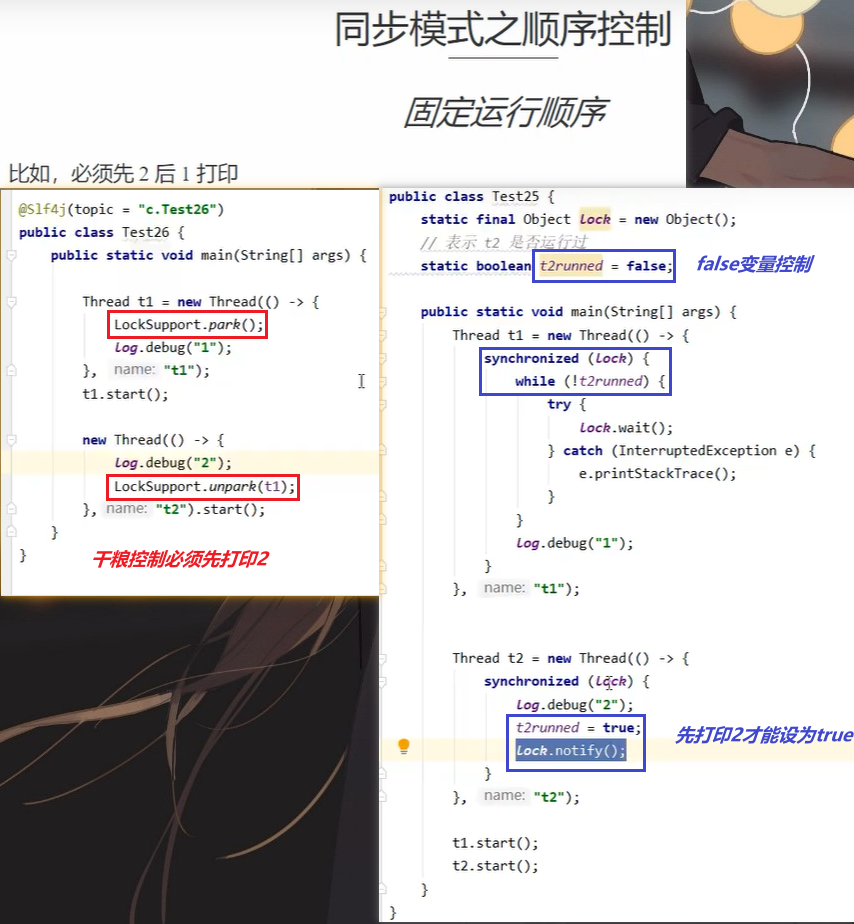 同步模式之顺序控制
固定运行顺序
比如，必须先 2 后 1 打印
@Slf4j(topic = "c.Test26")
public class Test26 {
public static void main(String[] args) {
Thread t1 = new Thread(() -> {
LockSupport.park();
log.debug("1");
}, name: "t1");
t1.start();
new Thread(() -> {
log.debug("2");
LockSupport.unpark(t1);
}, name: "t2").start();
}
}
干粮控制必须先打印2
public class Test25 {
static final Object lock = new Object();
// 表示 t2 是否运行过
static boolean t2runned = false;
false变量控制
public static void main(String[] args) {
Thread t1 = new Thread(() -> {
synchronized (lock) {
while (!t2runned) {
try {
lock.wait();
} catch (InterruptedException e) {
e.printStackTrace();
}
}
log.debug("1");
}
}, name: "t1");
Thread t2 = new Thread(() -> {
synchronized (lock) {
log.debug("2");
t2runned = true;
先打印2才能设为true
lock.notify();
}
}, name: "t2");
t1.start();
t2.start();
}
}